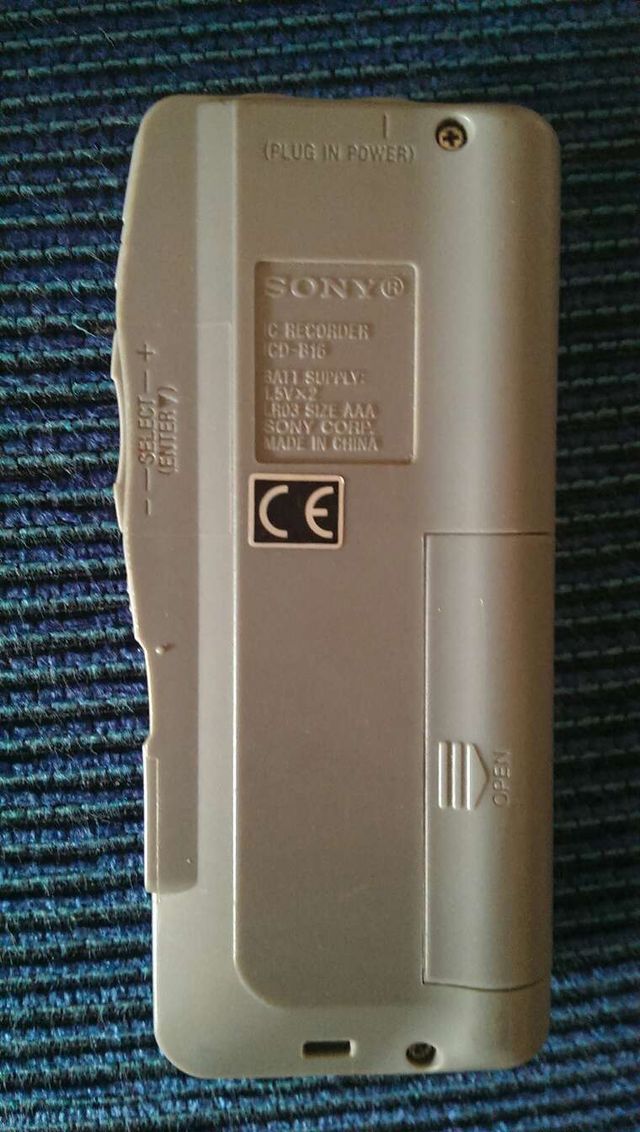 (PLUG IN POWER)
SONY®
C RECORDER
CD-B16
BATT SUPPLY:
1.5V×2
LR03 SIZE AAA
SONY CORP.
MADE IN CHINA
– —SELECT— +
(ENTER▼)
CE
OPEN